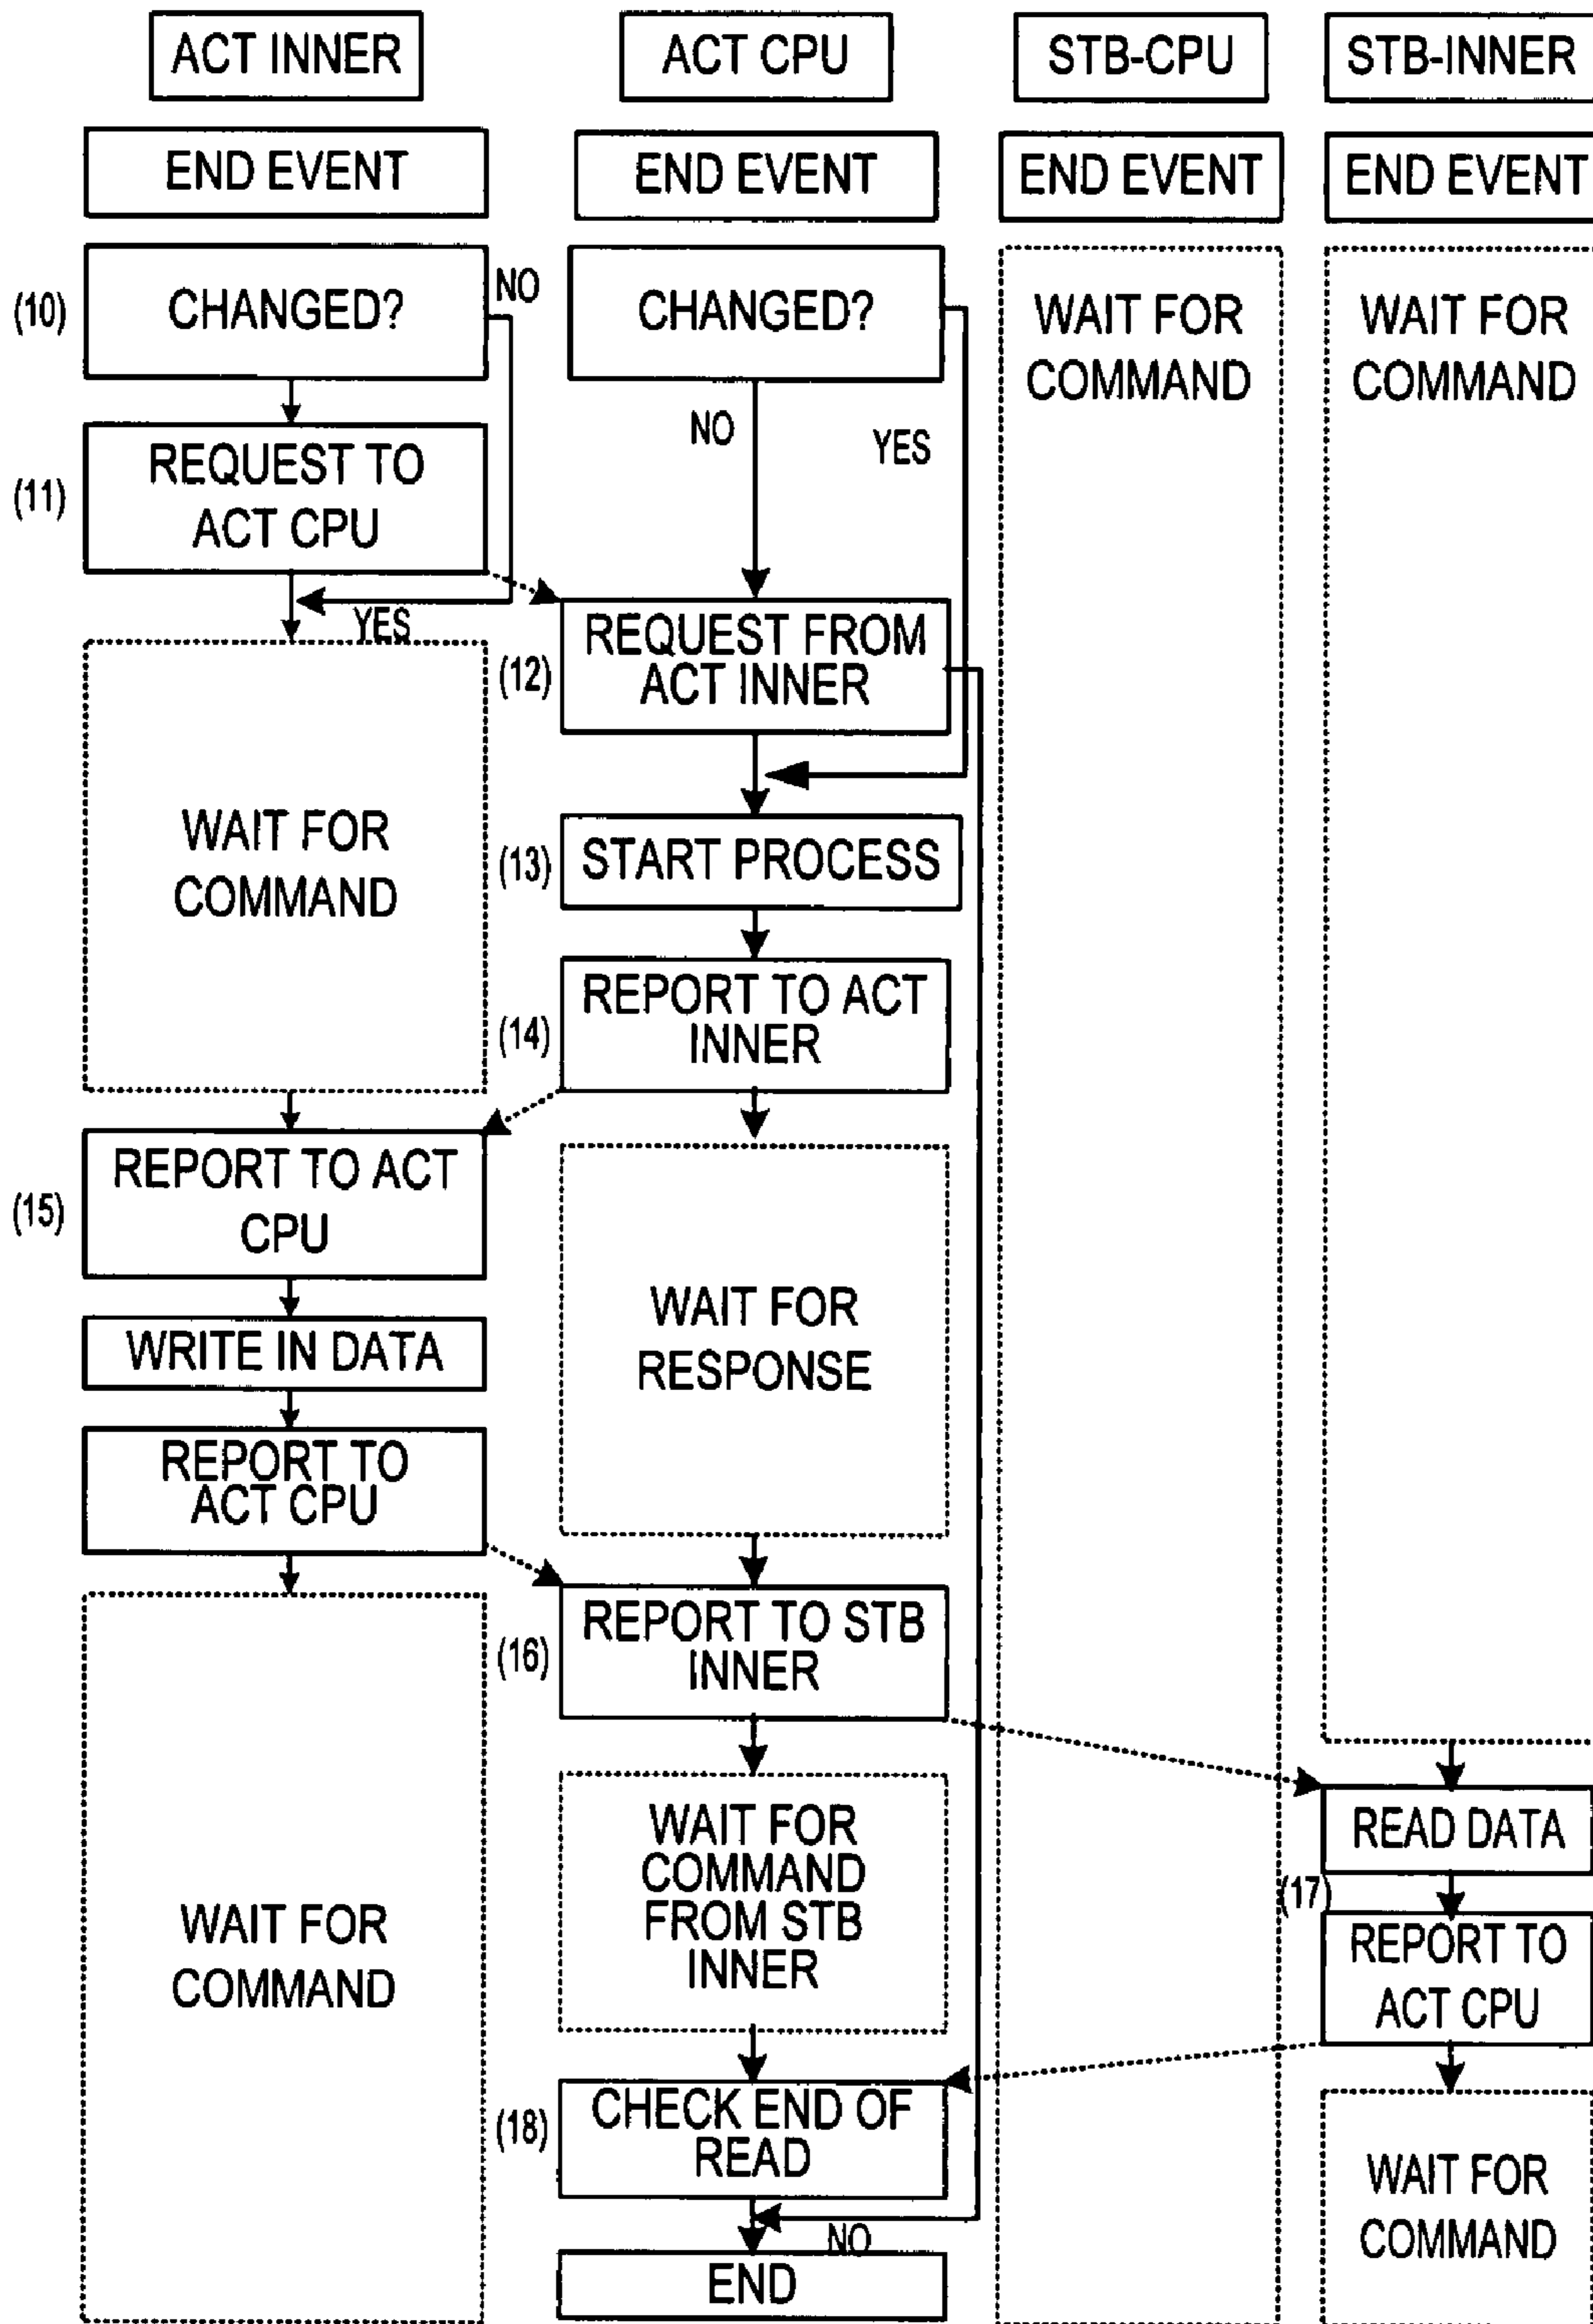 ACT INNER
ACT CPU
STB-CPU
STB-INNER
END EVENT
END EVENT
END EVENT
END EVENT
(10)
CHANGED?
NO
CHANGED?
NO
YES
WAIT FOR
COMMAND
WAIT FOR
COMMAND
(11)
REQUEST TO
ACT CPU
YES
(12)
REQUEST FROM
ACT INNER
WAIT FOR
COMMAND
(13)
START PROCESS
(14)
REPORT TO ACT
INNER
(15)
REPORT TO ACT
CPU
WRITE IN DATA
REPORT TO
ACT CPU
WAIT FOR
RESPONSE
(16)
REPORT TO STB
INNER
WAIT FOR
COMMAND
WAIT FOR
COMMAND
FROM STB
INNER
READ DATA
(17)
REPORT TO
ACT CPU
(18)
CHECK END OF
READ
NO
END
WAIT FOR
COMMAND